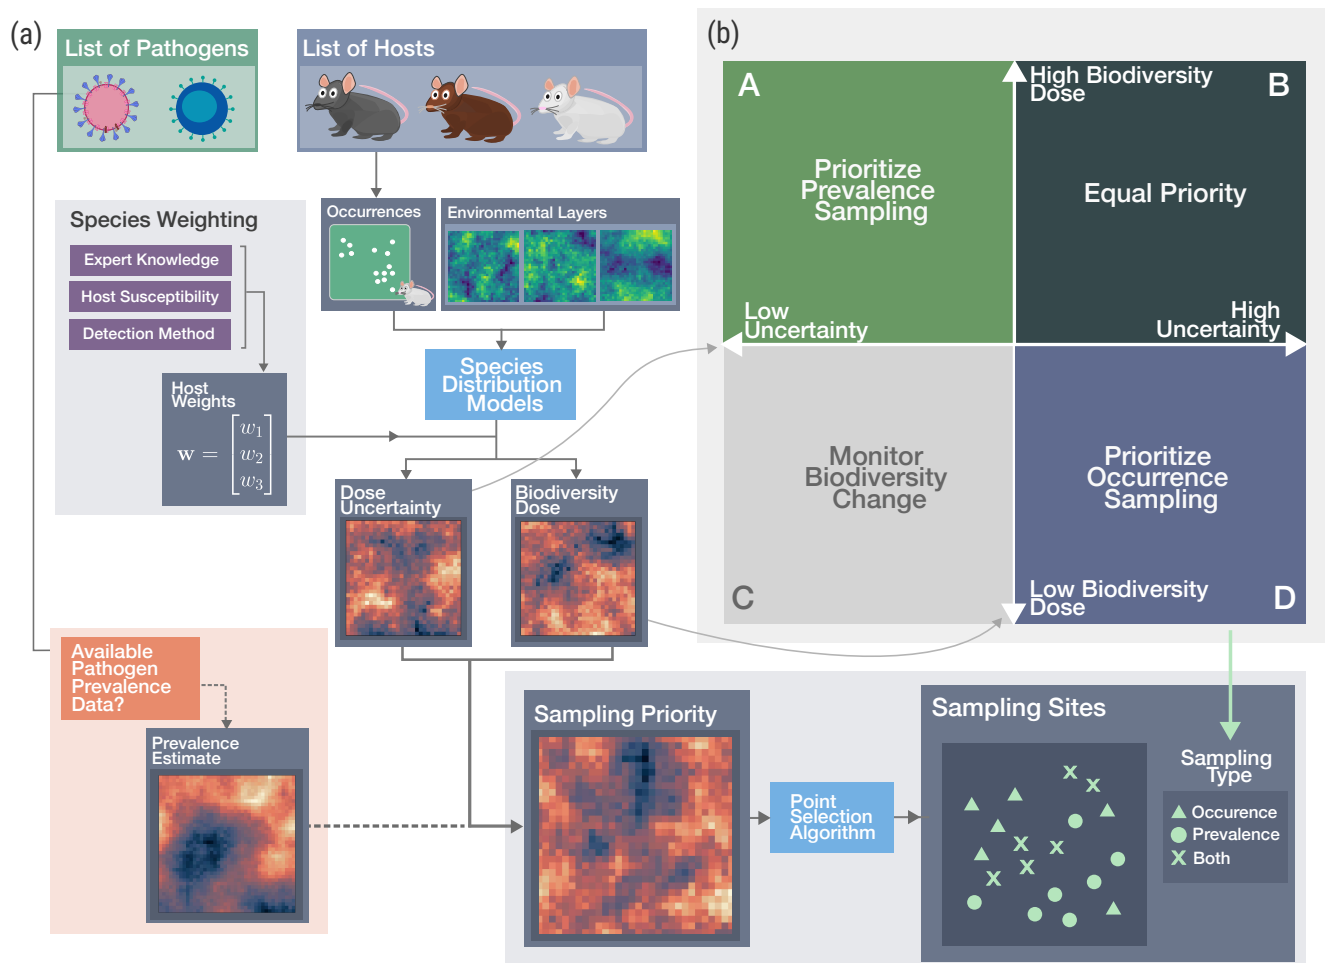 (a)
List of Pathogens
List of Hosts
Occurrences
Environmental Layers
Species Weighting
Expert Knowledge
Host Susceptibility
Detection Method
Host
Weights
w = [w1 w2 w3]
Species
Distribution
Models
Dose
Uncertainty
Biodiversity
Dose
Available
Pathogen
Prevalence
Data?
Prevalence
Estimate
Sampling Priority
Point
Selection
Algorithm
Sampling Sites
Sampling
Type
Occurence
Prevalence
Both
(b)
A
High Biodiversity
Dose
B
Prioritize
Prevalence
Sampling
Equal Priority
Low
Uncertainty
High
Uncertainty
Monitor
Biodiversity
Change
Prioritize
Occurrence
Sampling
C
Low Biodiversity
Dose
D